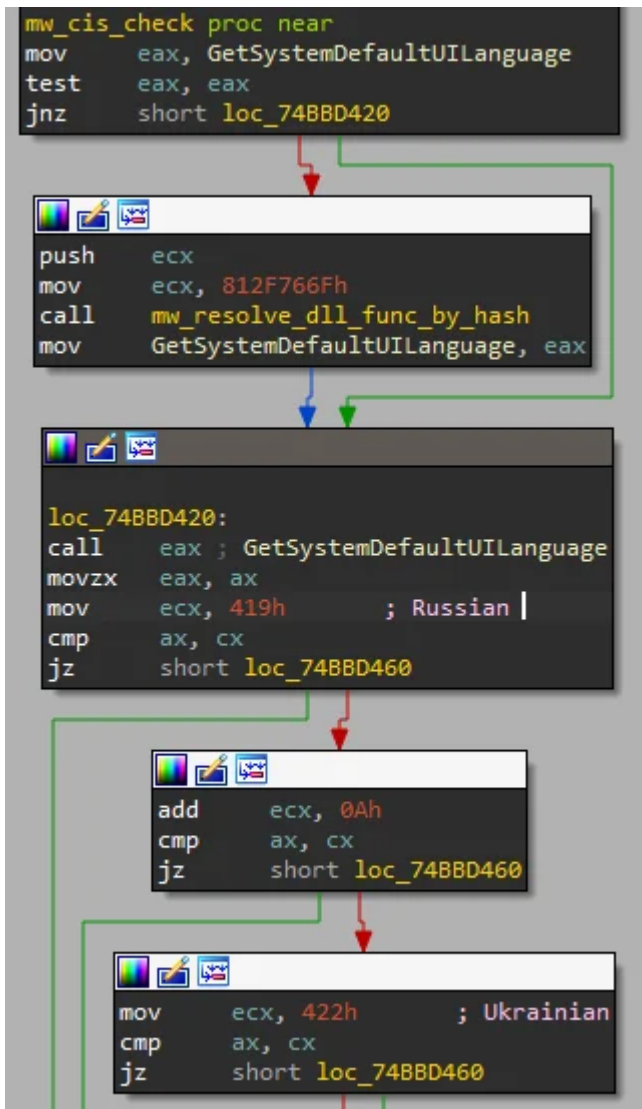 mw_cis_check proc near
mov eax, GetSystemDefaultUILanguage
test eax, eax
jnz short loc_74BBD420
push ecx
mov ecx, 812F766Fh
call mw_resolve_dll_func_by_hash
mov GetSystemDefaultUILanguage, eax
loc_74BBD420:
call eax ; GetSystemDefaultUILanguage
movzx eax, ax
mov ecx, 419h ; Russian
cmp ax, cx
jz short loc_74BBD460
add ecx, 0Ah
cmp ax, cx
jz short loc_74BBD460
mov ecx, 422h ; Ukrainian
cmp ax, cx
jz short loc_74BBD460